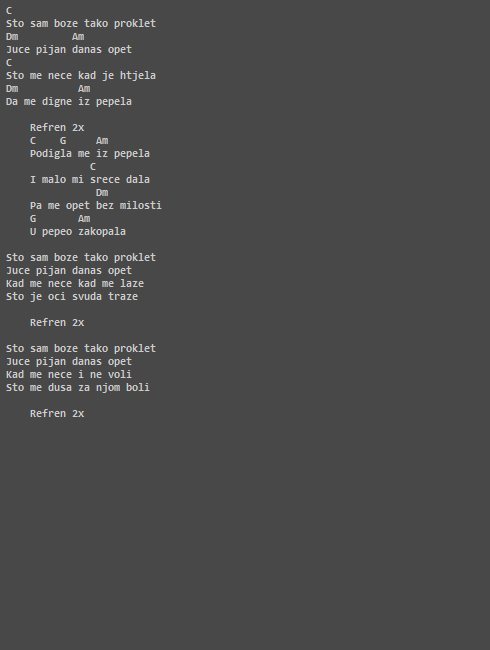 C
Sto sam boze tako proklet
Dm         Am
Juce pijan danas opet
C
Sto me nece kad je htjela
Dm          Am
Da me digne iz pepela

    Refren 2x
    C    G     Am
    Podigla me iz pepela
              C
    I malo mi srece dala
               Dm
    Pa me opet bez milosti
    G       Am
    U pepeo zakopala

Sto sam boze tako proklet
Juce pijan danas opet
Kad me nece kad me laze
Sto je oci svuda traze

    Refren 2x

Sto sam boze tako proklet
Juce pijan danas opet
Kad me nece i ne voli
Sto me dusa za njom boli

    Refren 2x